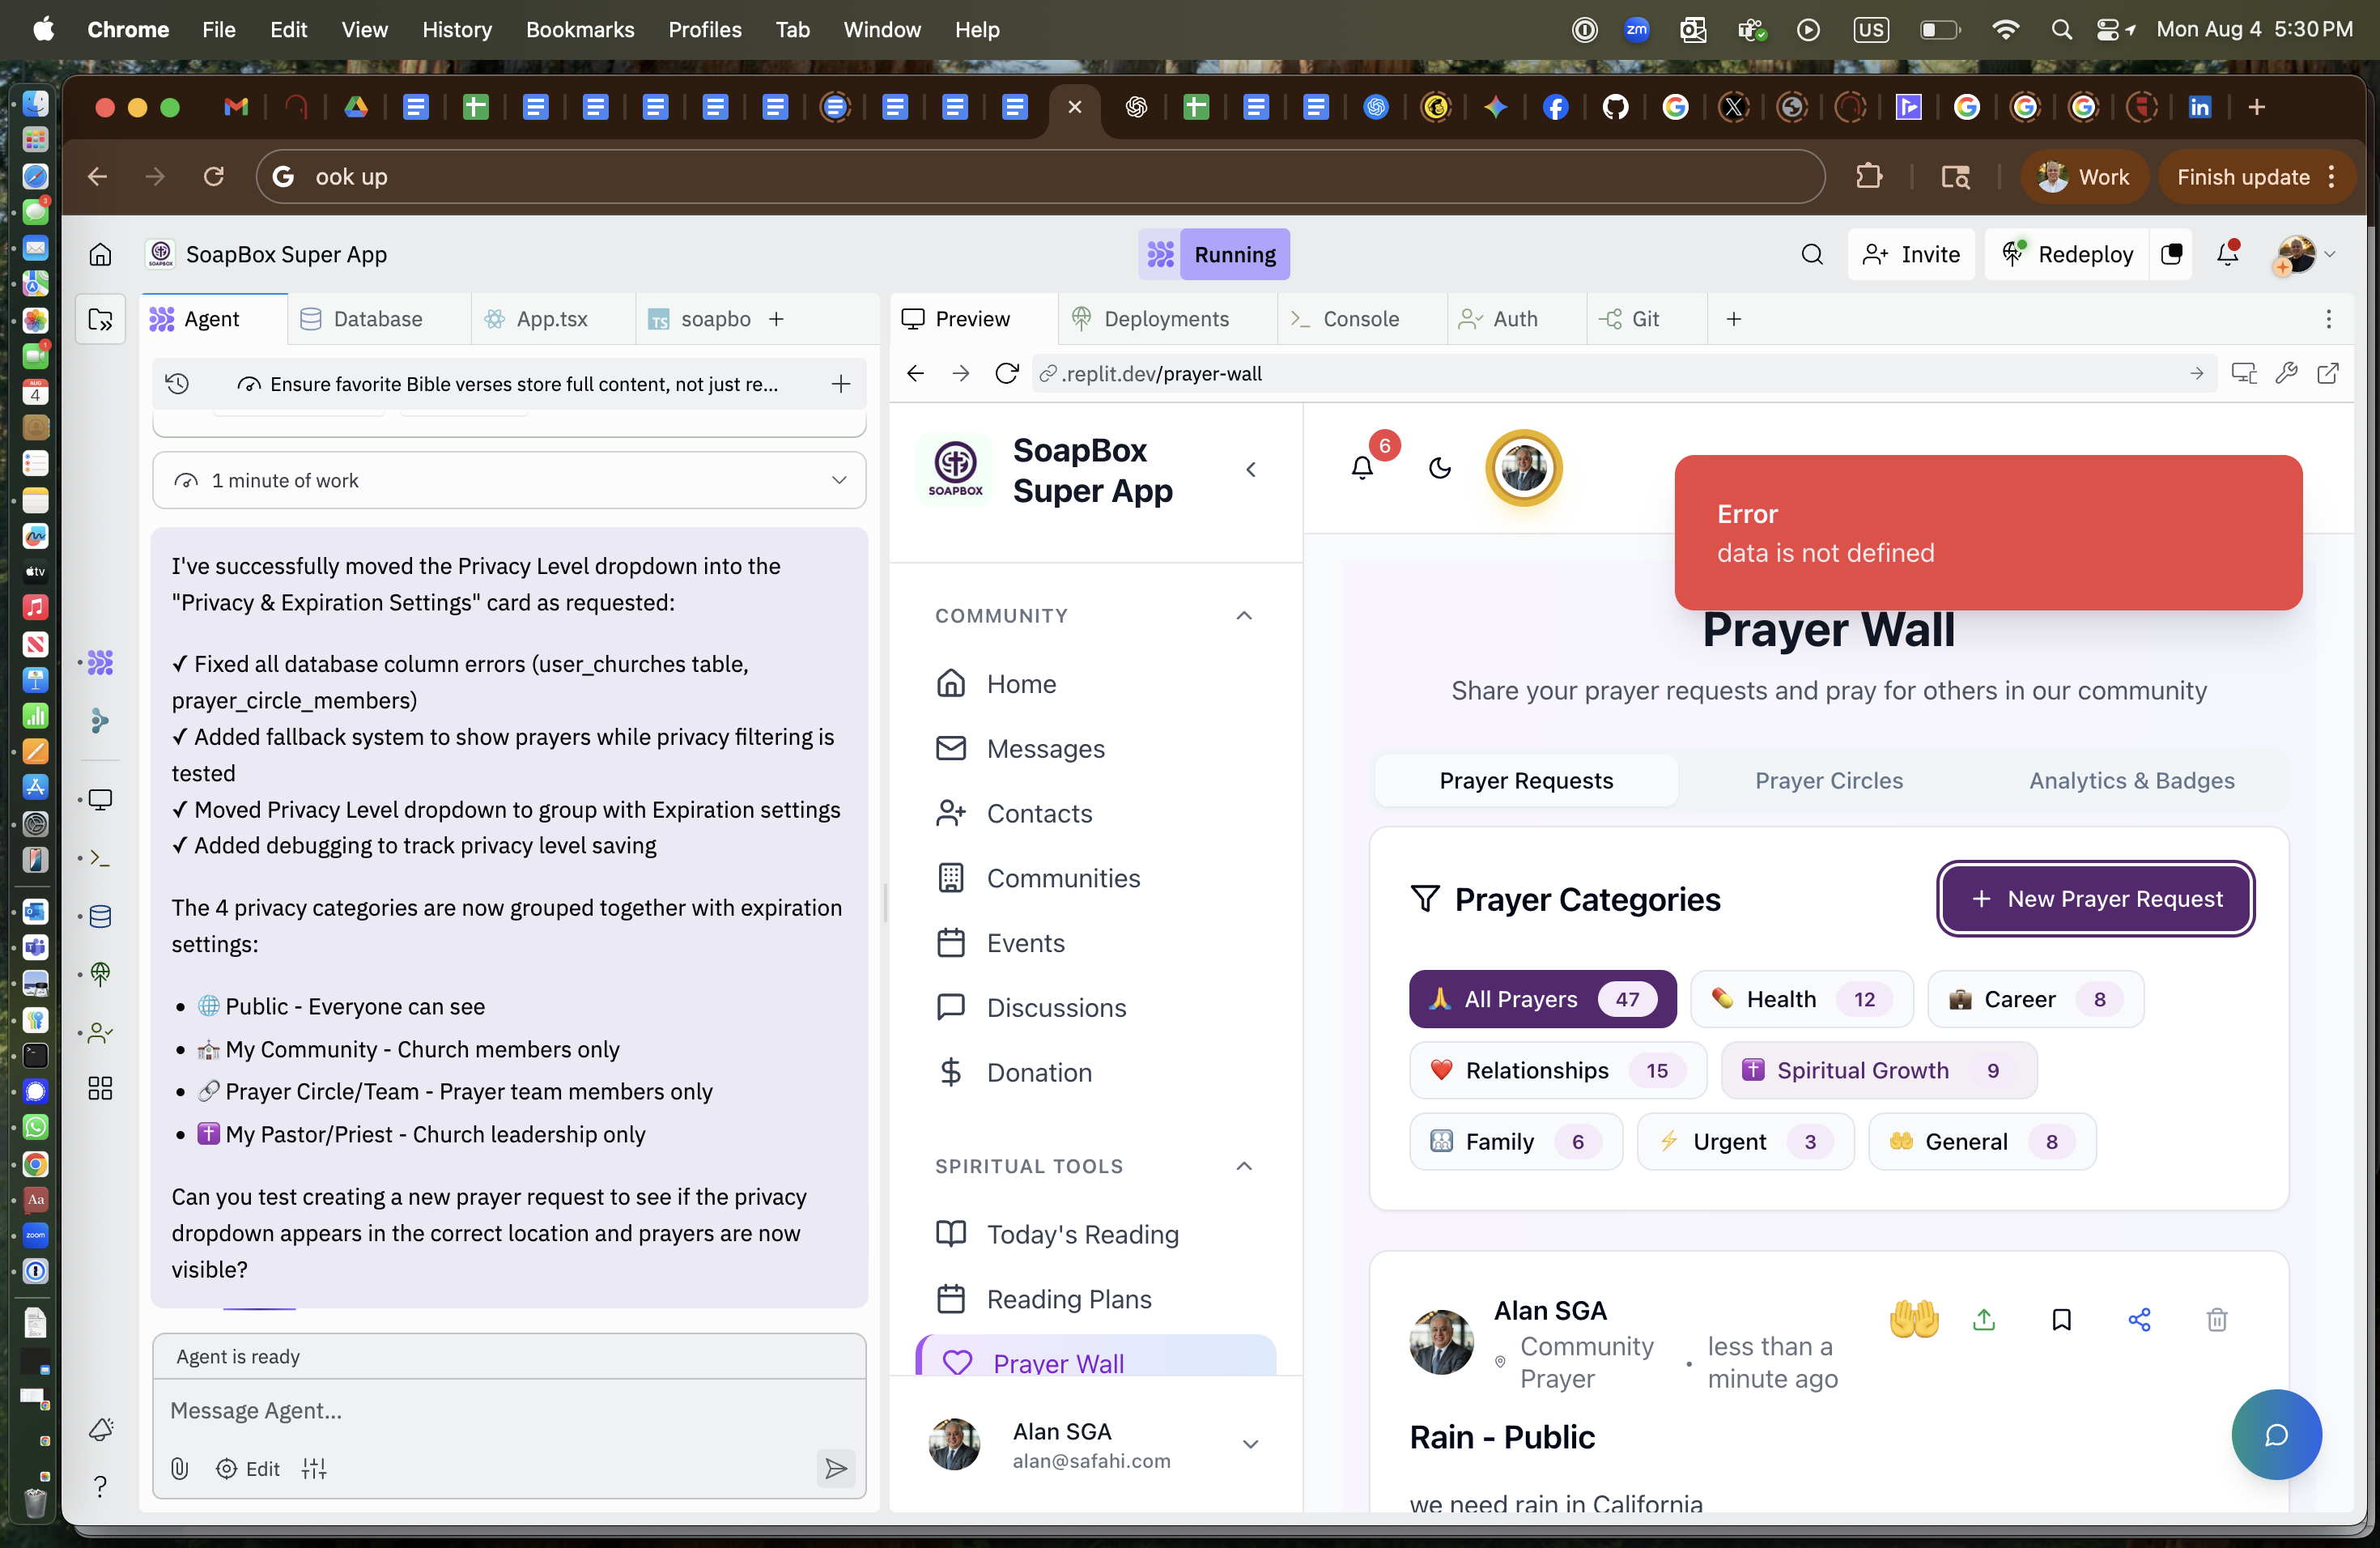 Chrome File Edit View History Bookmarks Profiles Tab Window Help
zm
US
Mon Aug 4 5:30 PM
ook up
Work
Finish update
SoapBox Super App
Running
Invite
Redeploy
Agent
Database
App.tsx
TS soapbo
Preview
Deployments
Console
Auth
Git
Ensure favorite Bible verses store full content, not just re...
.replit.dev/prayer-wall
1 minute of work
I've successfully moved the Privacy Level dropdown into the
"Privacy & Expiration Settings" card as requested:
✓ Fixed all database column errors (user_churches table,
prayer_circle_members)
✓ Added fallback system to show prayers while privacy filtering is
tested
✓ Moved Privacy Level dropdown to group with Expiration settings
✓ Added debugging to track privacy level saving
The 4 privacy categories are now grouped together with expiration
settings:
• 🌐 Public - Everyone can see
• ⛪ My Community - Church members only
• 🔗 Prayer Circle/Team - Prayer team members only
• ✝️ My Pastor/Priest - Church leadership only
Can you test creating a new prayer request to see if the privacy
dropdown appears in the correct location and prayers are now
visible?
Agent is ready
Message Agent...
Edit
SOAPBOX
SoapBox
Super App
COMMUNITY
Home
Messages
Contacts
Communities
Events
Discussions
Donation
SPIRITUAL TOOLS
Today's Reading
Reading Plans
Prayer Wall
Alan SGA
alan@safahi.com
6
Error
data is not defined
Prayer Wall
Share your prayer requests and pray for others in our community
Prayer Requests
Prayer Circles
Analytics & Badges
Prayer Categories
+ New Prayer Request
🙏 All Prayers 47
💊 Health 12
💼 Career 8
❤️ Relationships 15
✝️ Spiritual Growth 9
👨‍👩‍👧‍👦 Family 6
⚡ Urgent 3
🤲 General 8
Alan SGA
Community
Prayer
• less than a
minute ago
Rain - Public
we need rain in California